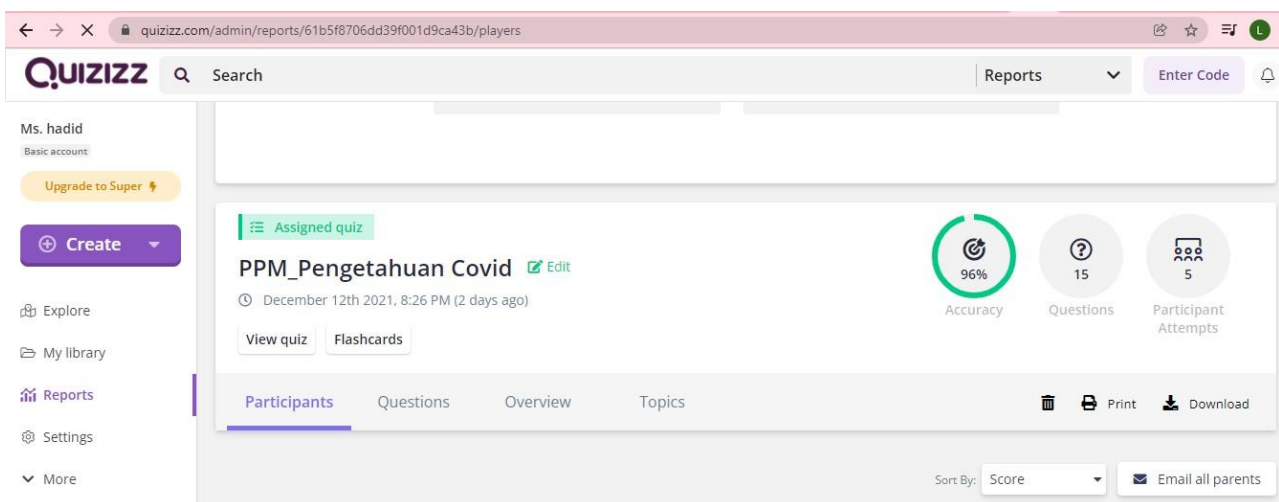 quizizz.com/admin/reports/61b5f8706dd39f001d9ca43b/players
L
QUIZIZZ Search Reports Enter Code
Ms. hadid
Basic account
Upgrade to Super
Create
Explore
My library
Reports
Settings
More
Assigned quiz
PPM_Pengetahuan Covid Edit
December 12th 2021, 8:26 PM (2 days ago)
View quiz Flashcards
96%
Accuracy
15
Questions
5
Participant
Attempts
Participants Questions Overview Topics Print Download
Sort By: Score Email all parents